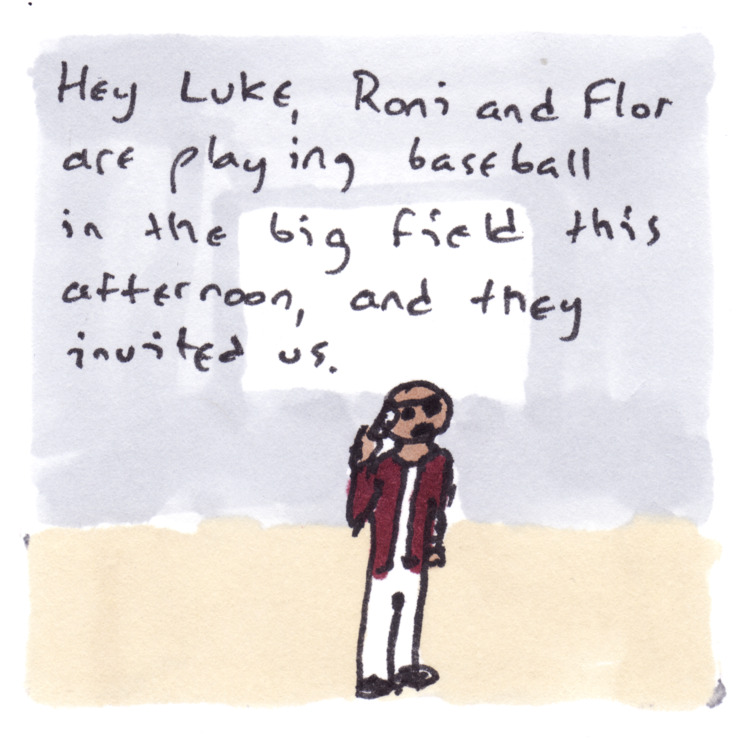 Hey Luke, Roni and Flor
are playing baseball
in the big field this
afternoon, and they
invited us.